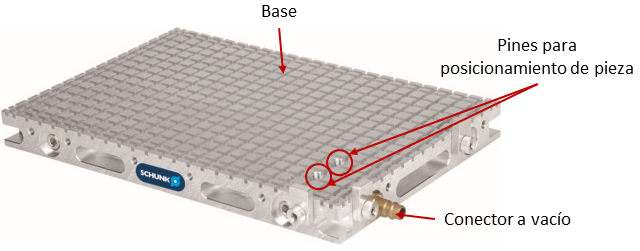 Base
Pines para
posicionamiento de pieza
SCHUNK
Conector a vacío